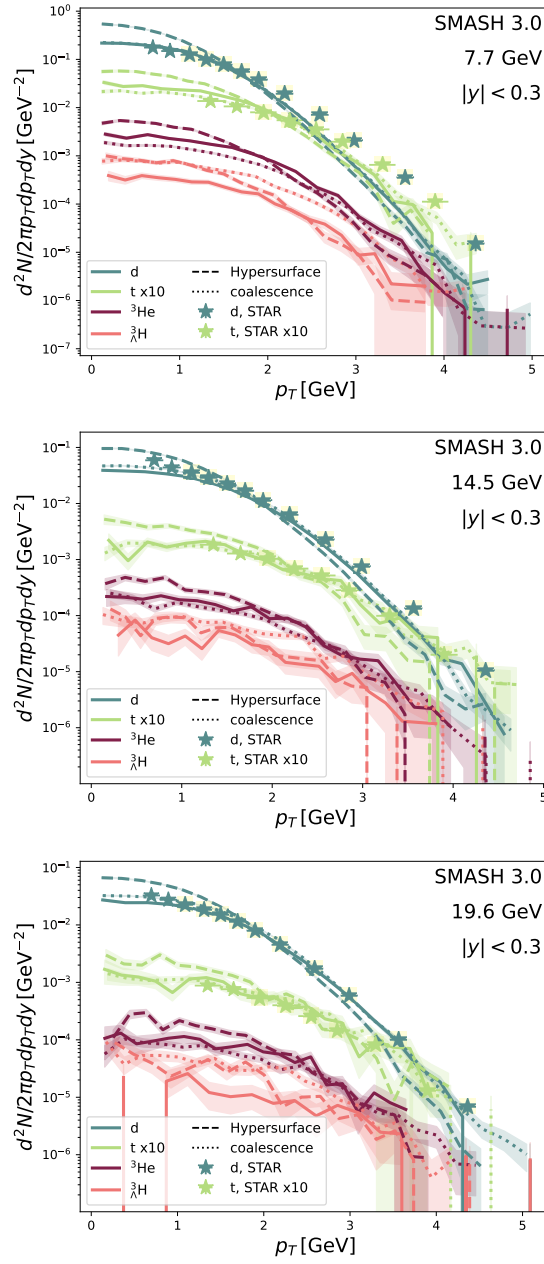 SMASH 3.0
7.7 GeV
|y| < 0.3
d²N/2πp_T dp_T dy [GeV⁻²]
10⁰
10⁻¹
10⁻²
10⁻³
10⁻⁴
10⁻⁵
10⁻⁶
10⁻⁷
d
t x10
³He
³ΛH
Hypersurface
coalescence
d, STAR
t, STAR x10
0 1 2 3 4 5
p_T [GeV]
SMASH 3.0
14.5 GeV
|y| < 0.3
d²N/2πp_T dp_T dy [GeV⁻²]
10⁻¹
10⁻²
10⁻³
10⁻⁴
10⁻⁵
10⁻⁶
d
t x10
³He
³ΛH
Hypersurface
coalescence
d, STAR
t, STAR x10
0 1 2 3 4 5
p_T [GeV]
SMASH 3.0
19.6 GeV
|y| < 0.3
d²N/2πp_T dp_T dy [GeV⁻²]
10⁻¹
10⁻²
10⁻³
10⁻⁴
10⁻⁵
10⁻⁶
d
t x10
³He
³ΛH
Hypersurface
coalescence
d, STAR
t, STAR x10
0 1 2 3 4 5
p_T [GeV]